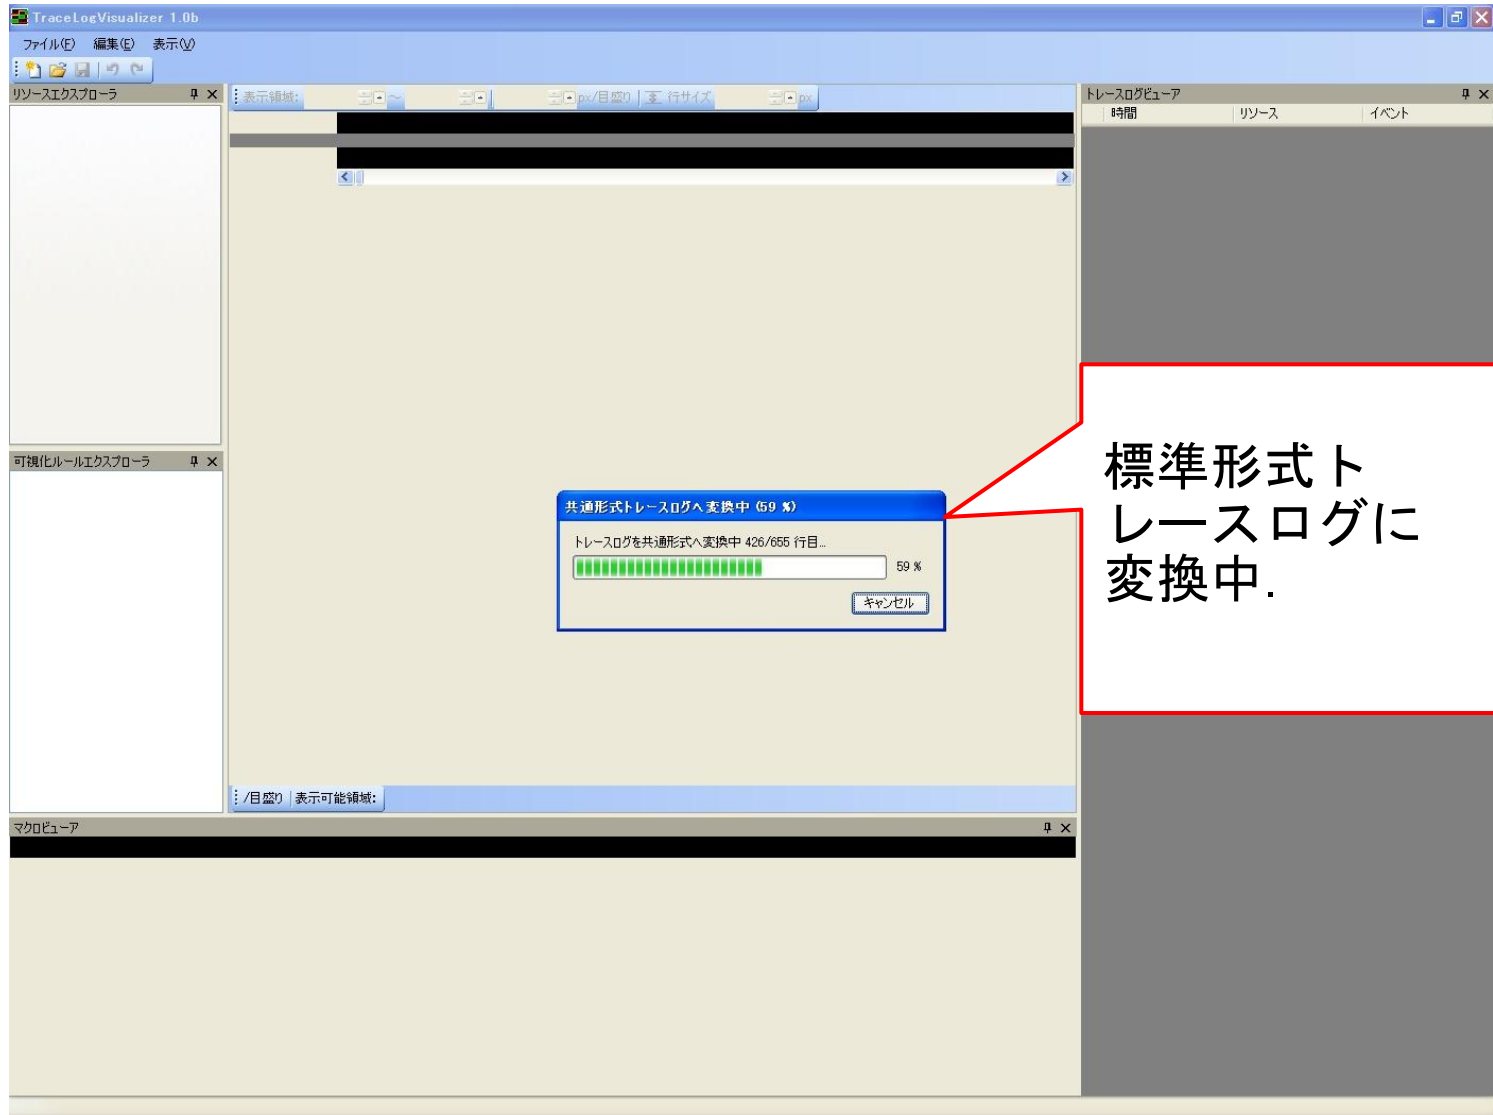 TraceLogVisualizer 1.0b
ファイル(F) 編集(E) 表示(V)
リソースエクスプローラ
表示領域: ～ px/目盛り 行サイズ px
トレースログビューア
時間 リソース イベント
可視化ルールエクスプローラ
共通形式トレースログへ変換中 (59 %)
トレースログを共通形式へ変換中 426/655 行目...
59 %
キャンセル
標準形式ト
レースログに
変換中.
/目盛り 表示可能領域:
マクロビューア